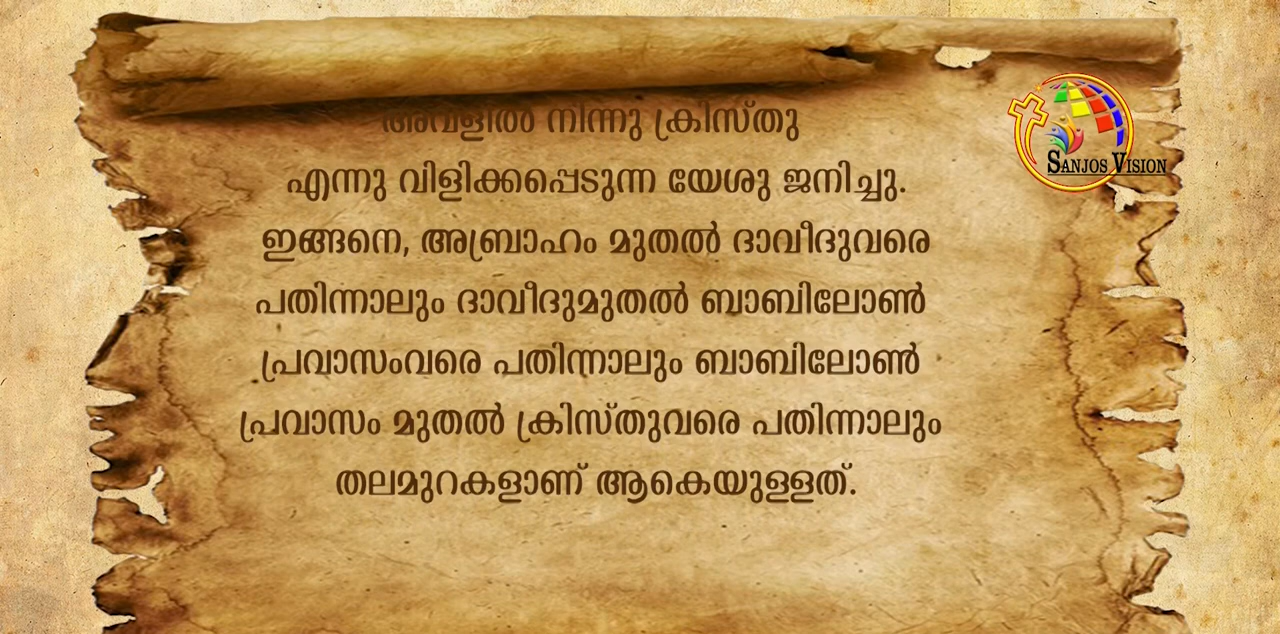 അവളിൽ നിന്നു ക്രിസ്തു
എന്നു വിളിക്കപ്പെടുന്ന യേശു ജനിച്ചു.
ഇങ്ങനെ, അബ്രാഹം മുതൽ ദാവീദുവരെ
പതിന്നാലും ദാവീദുമുതൽ ബാബിലോൺ
പ്രവാസംവരെ പതിന്നാലും ബാബിലോൺ
പ്രവാസം മുതൽ ക്രിസ്തുവരെ പതിന്നാലും
തലമുറകളാണ് ആകെയുള്ളത്.
SANJOS VISION